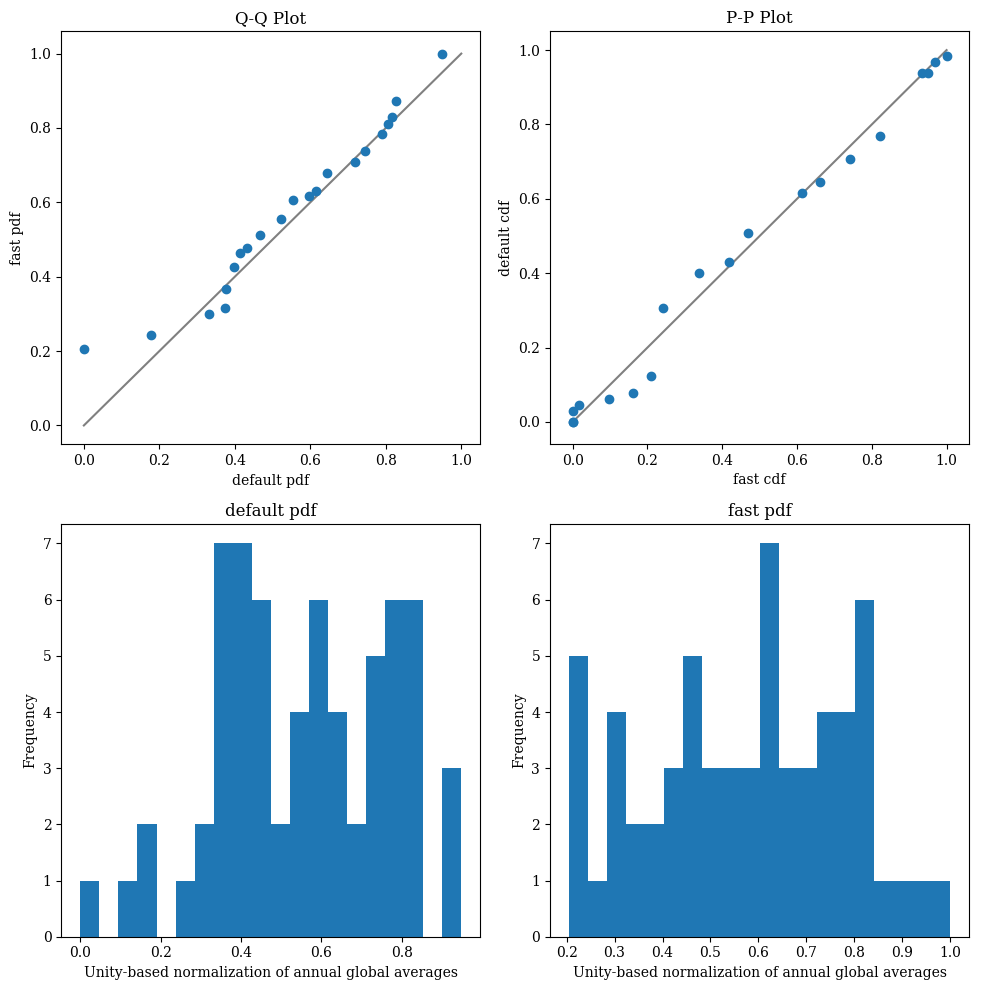 Q-Q Plot
1.0
0.8
0.6
0.4
0.2
0.0
fast pdf
0.0 0.2 0.4 0.6 0.8 1.0
default pdf
P-P Plot
1.0
0.8
0.6
0.4
0.2
0.0
default cdf
0.0 0.2 0.4 0.6 0.8 1.0
fast cdf
default pdf
7
6
5
4
3
2
1
0
Frequency
0.0 0.2 0.4 0.6 0.8
Unity-based normalization of annual global averages
fast pdf
7
6
5
4
3
2
1
0
Frequency
0.2 0.3 0.4 0.5 0.6 0.7 0.8 0.9 1.0
Unity-based normalization of annual global averages